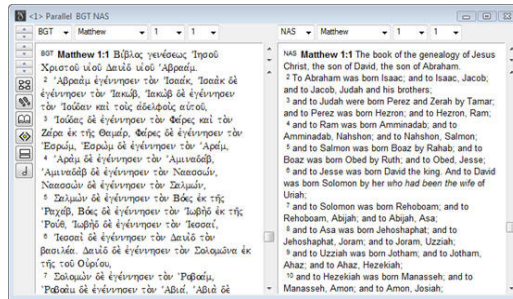 <1> Parallel BGT NAS
BGT Matthew 1 1
BGT Matthew 1:1 Βίβλος γενέσεως Ἰησοῦ
Χριστοῦ υἱοῦ Δαυὶδ υἱοῦ Ἀβραάμ.
2 Ἀβραὰμ ἐγέννησεν τὸν Ἰσαάκ, Ἰσαὰκ δὲ
ἐγέννησεν τὸν Ἰακώβ, Ἰακὼβ δὲ ἐγέννησεν
τὸν Ἰούδαν καὶ τοὺς ἀδελφοὺς αὐτοῦ,
3 Ἰούδας δὲ ἐγέννησεν τὸν Φάρες καὶ τὸν
Ζάρα ἐκ τῆς Θαμάρ, Φάρες δὲ ἐγέννησεν τὸν
Ἑσρώμ, Ἑσρὼμ δὲ ἐγέννησεν τὸν Ἀράμ,
4 Ἀρὰμ δὲ ἐγέννησεν τὸν Ἀμιναδάβ,
Ἀμιναδὰβ δὲ ἐγέννησεν τὸν Ναασσών,
Ναασσὼν δὲ ἐγέννησεν τὸν Σαλμών,
5 Σαλμὼν δὲ ἐγέννησεν τὸν Βόες ἐκ τῆς
Ῥαχάβ, Βόες δὲ ἐγέννησεν τὸν Ἰωβὴδ ἐκ τῆς
Ῥούθ, Ἰωβὴδ δὲ ἐγέννησεν τὸν Ἰεσσαί,
6 Ἰεσσαὶ δὲ ἐγέννησεν τὸν Δαυὶδ τὸν
βασιλέα. Δαυὶδ δὲ ἐγέννησεν τὸν Σολομῶνα ἐκ
τῆς τοῦ Οὐρίου,
7 Σολομὼν δὲ ἐγέννησεν τὸν Ῥοβοάμ,
Ῥοβοὰμ δὲ ἐγέννησεν τὸν Ἀβιά, Ἀβιὰ δὲ
NAS Matthew 1 1
NAS Matthew 1:1 The book of the genealogy of Jesus
Christ, the son of David, the son of Abraham.
2 To Abraham was born Isaac; and to Isaac, Jacob;
and to Jacob, Judah and his brothers;
3 and to Judah were born Perez and Zerah by Tamar;
and to Perez was born Hezron; and to Hezron, Ram;
4 and to Ram was born Amminadab; and to
Amminadab, Nahshon; and to Nahshon, Salmon;
5 and to Salmon was born Boaz by Rahab; and to
Boaz was born Obed by Ruth; and to Obed, Jesse;
6 and to Jesse was born David the king. And to David
was born Solomon by her who had been the wife of
Uriah;
7 and to Solomon was born Rehoboam; and to
Rehoboam, Abijah; and to Abijah, Asa;
8 and to Asa was born Jehoshaphat; and to
Jehoshaphat, Joram; and to Joram, Uzziah;
9 and to Uzziah was born Jotham; and to Jotham,
Ahaz; and to Ahaz, Hezekiah;
10 and to Hezekiah was born Manasseh; and to
Manasseh, Amon; and to Amon, Josiah;